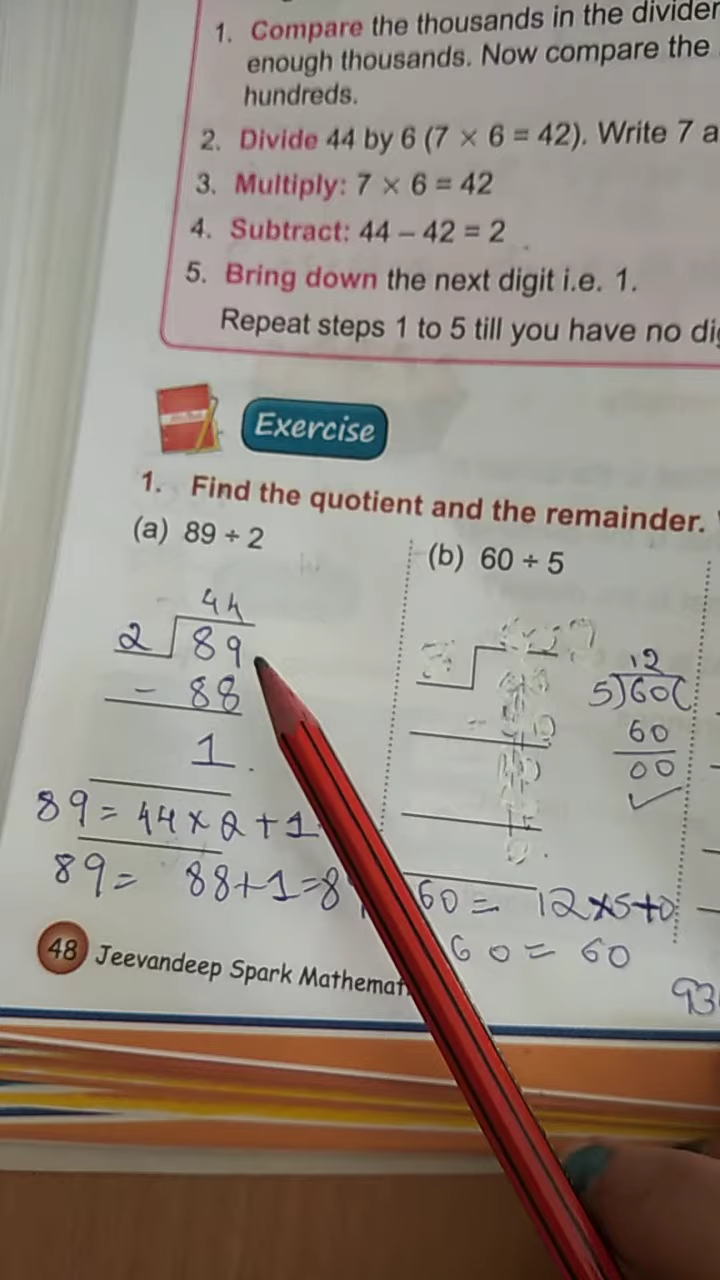 1. Compare the thousands in the divider
enough thousands. Now compare the
hundreds.
2. Divide 44 by 6 (7 × 6 = 42). Write 7 a
3. Multiply: 7 × 6 = 42
4. Subtract: 44 – 42 = 2
5. Bring down the next digit i.e. 1.
Repeat steps 1 to 5 till you have no dig
Exercise
1. Find the quotient and the remainder.
(a) 89 ÷ 2
44
2 89
- 88
1
89 = 44 × 2 + 1
89 = 88 + 1 = 8
(b) 60 ÷ 5
12
5)60(
60
00
✓
60 = 12 × 5 + 0
60 = 60
93
48 Jeevandeep Spark Mathemat